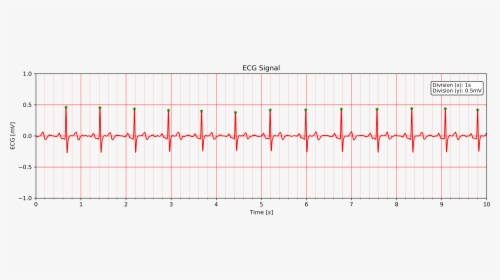 ECG Signal
Division (x): 1s
Division (y): 0.5mV
ECG [mV]
1.0
0.5
0.0
−0.5
−1.0
0 1 2 3 4 5 6 7 8 9 10
Time [s]